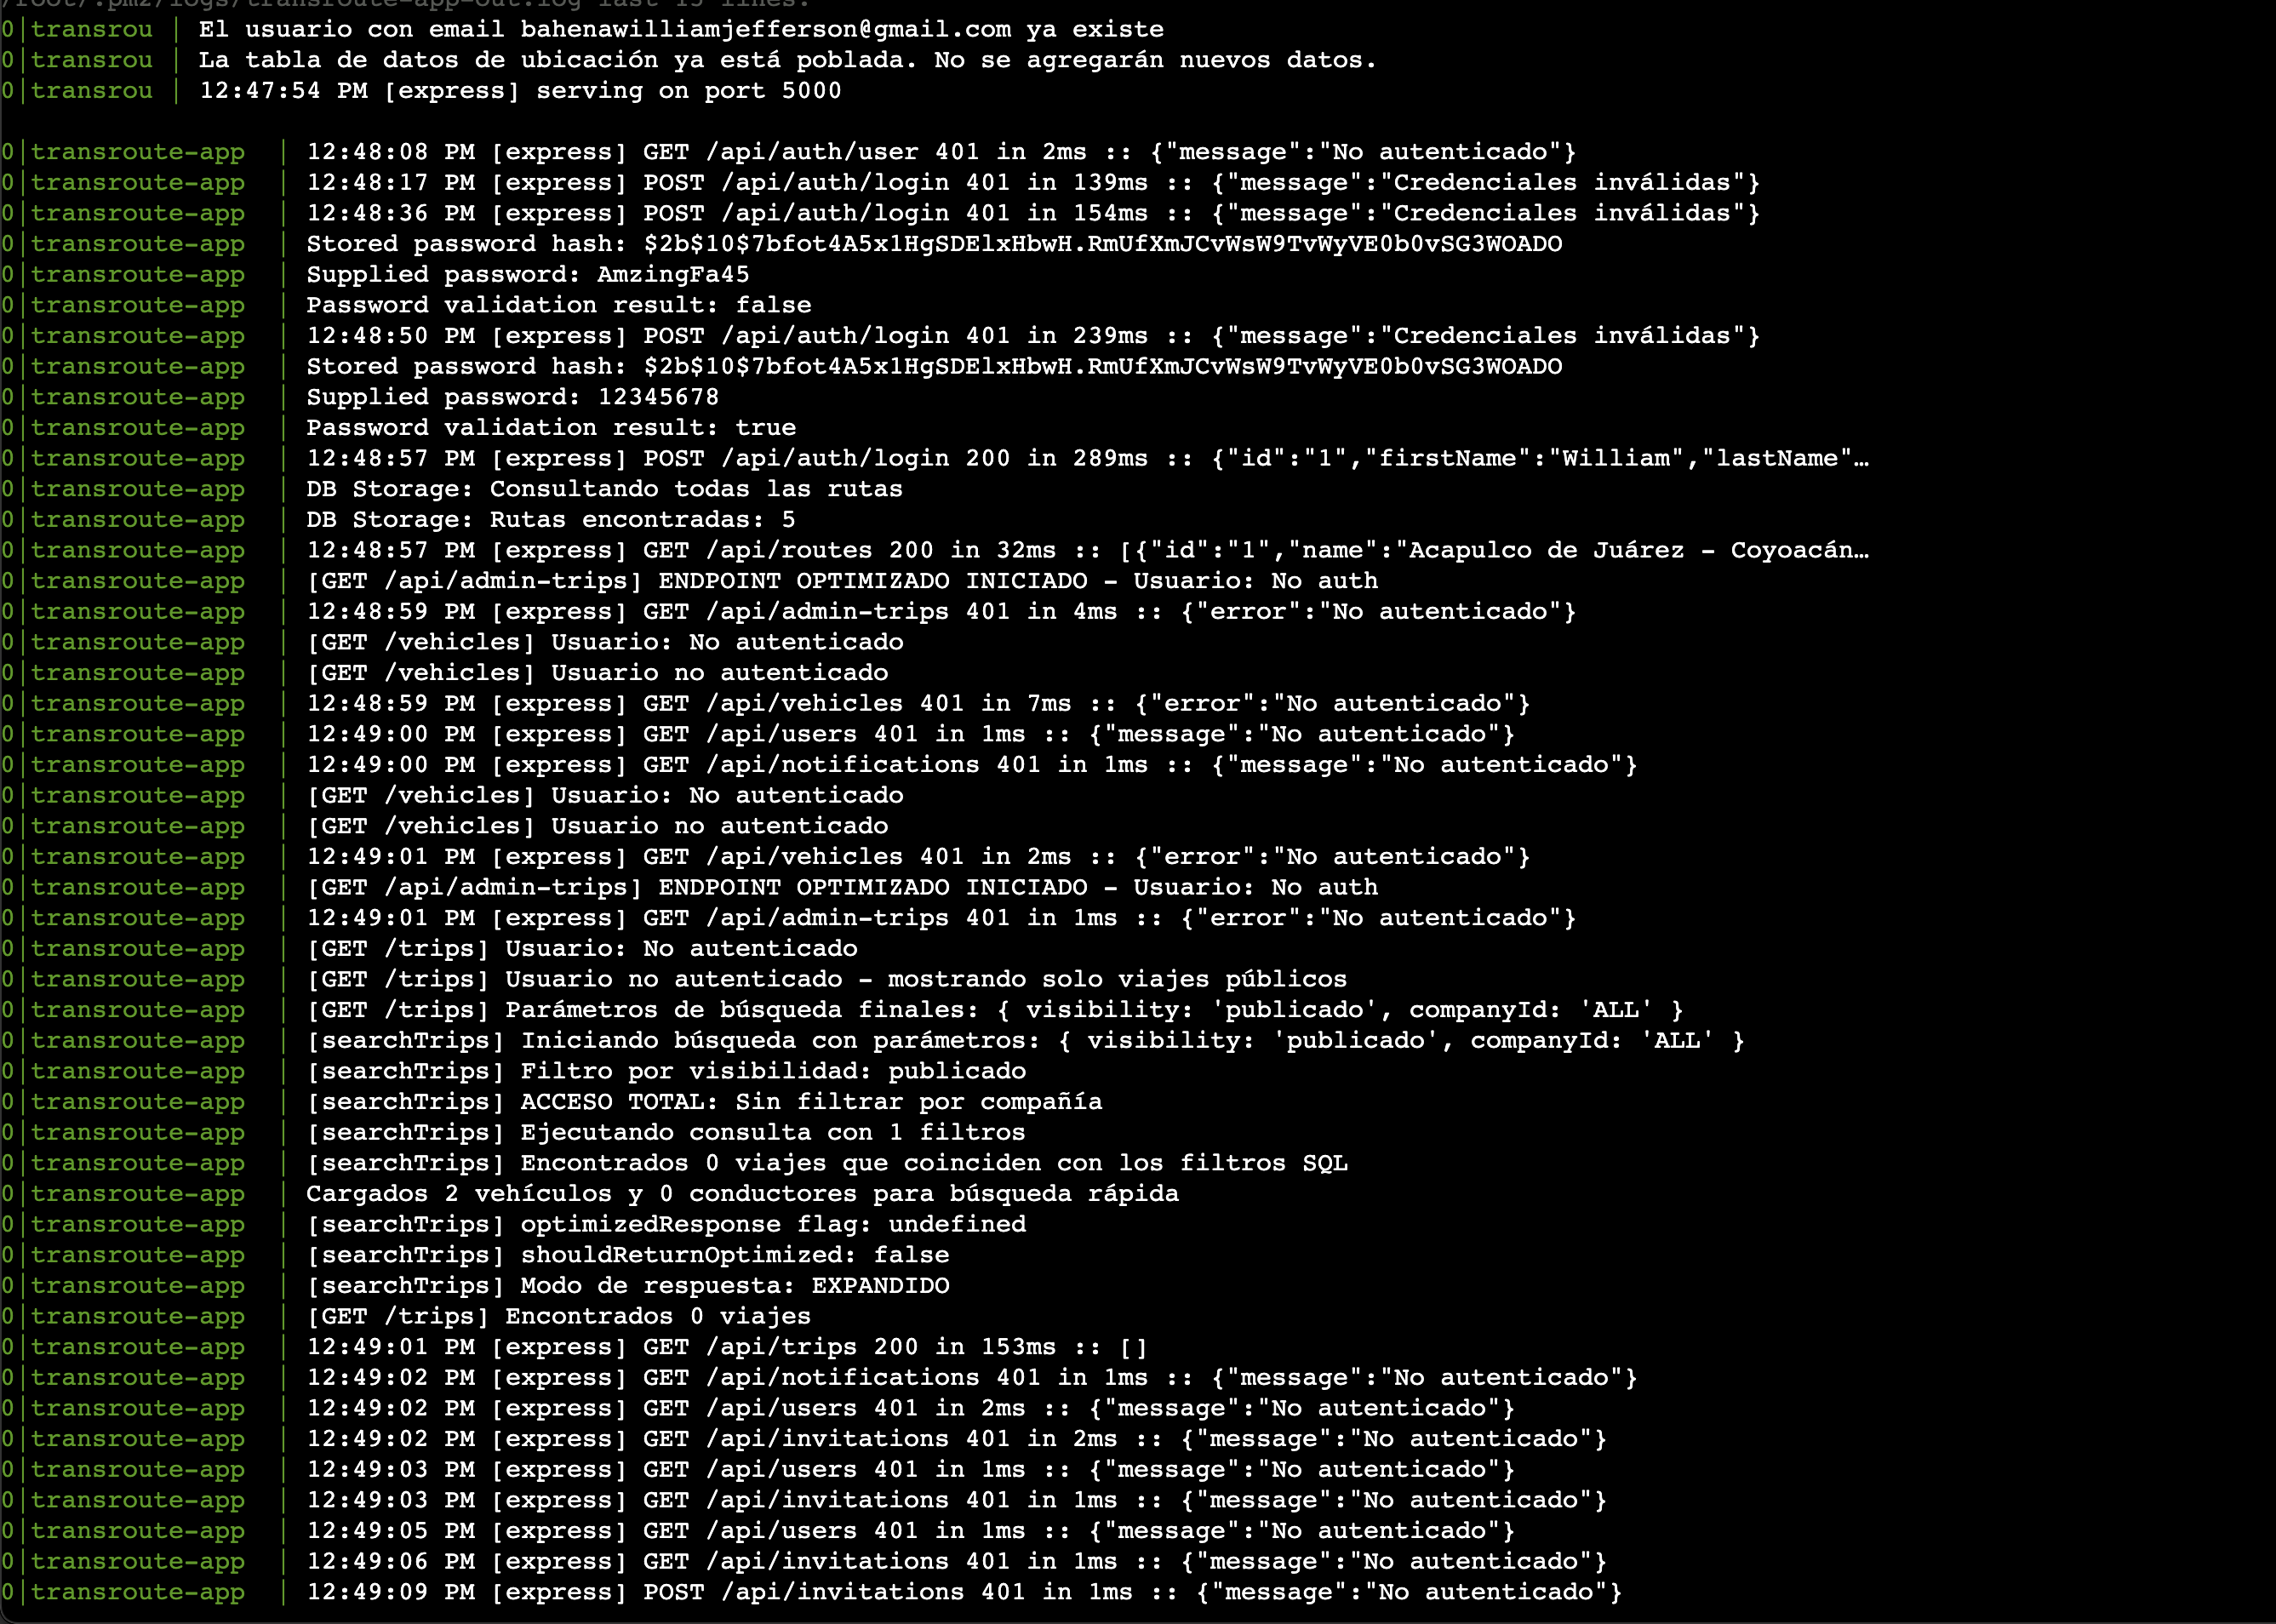 /root/.pm2/logs/transroute-app-out.log last 15 lines:
0|transrou | El usuario con email bahenawilliamjefferson@gmail.com ya existe
0|transrou | La tabla de datos de ubicación ya está poblada. No se agregarán nuevos datos.
0|transrou | 12:47:54 PM [express] serving on port 5000
0|transroute-app | 12:48:08 PM [express] GET /api/auth/user 401 in 2ms :: {"message":"No autenticado"}
0|transroute-app | 12:48:17 PM [express] POST /api/auth/login 401 in 139ms :: {"message":"Credenciales inválidas"}
0|transroute-app | 12:48:36 PM [express] POST /api/auth/login 401 in 154ms :: {"message":"Credenciales inválidas"}
0|transroute-app | Stored password hash: $2b$10$7bfot4A5x1HgSDElxHbwH.RmUfXmJCvWsW9TvWyVE0b0vSG3WOADO
0|transroute-app | Supplied password: AmzingFa45
0|transroute-app | Password validation result: false
0|transroute-app | 12:48:50 PM [express] POST /api/auth/login 401 in 239ms :: {"message":"Credenciales inválidas"}
0|transroute-app | Stored password hash: $2b$10$7bfot4A5x1HgSDElxHbwH.RmUfXmJCvWsW9TvWyVE0b0vSG3WOADO
0|transroute-app | Supplied password: 12345678
0|transroute-app | Password validation result: true
0|transroute-app | 12:48:57 PM [express] POST /api/auth/login 200 in 289ms :: {"id":"1","firstName":"William","lastName"…
0|transroute-app | DB Storage: Consultando todas las rutas
0|transroute-app | DB Storage: Rutas encontradas: 5
0|transroute-app | 12:48:57 PM [express] GET /api/routes 200 in 32ms :: [{"id":"1","name":"Acapulco de Juárez – Coyoacán…
0|transroute-app | [GET /api/admin-trips] ENDPOINT OPTIMIZADO INICIADO - Usuario: No auth
0|transroute-app | 12:48:59 PM [express] GET /api/admin-trips 401 in 4ms :: {"error":"No autenticado"}
0|transroute-app | [GET /vehicles] Usuario: No autenticado
0|transroute-app | [GET /vehicles] Usuario no autenticado
0|transroute-app | 12:48:59 PM [express] GET /api/vehicles 401 in 7ms :: {"error":"No autenticado"}
0|transroute-app | 12:49:00 PM [express] GET /api/users 401 in 1ms :: {"message":"No autenticado"}
0|transroute-app | 12:49:00 PM [express] GET /api/notifications 401 in 1ms :: {"message":"No autenticado"}
0|transroute-app | [GET /vehicles] Usuario: No autenticado
0|transroute-app | [GET /vehicles] Usuario no autenticado
0|transroute-app | 12:49:01 PM [express] GET /api/vehicles 401 in 2ms :: {"error":"No autenticado"}
0|transroute-app | [GET /api/admin-trips] ENDPOINT OPTIMIZADO INICIADO - Usuario: No auth
0|transroute-app | 12:49:01 PM [express] GET /api/admin-trips 401 in 1ms :: {"error":"No autenticado"}
0|transroute-app | [GET /trips] Usuario: No autenticado
0|transroute-app | [GET /trips] Usuario no autenticado - mostrando solo viajes públicos
0|transroute-app | [GET /trips] Parámetros de búsqueda finales: { visibility: 'publicado', companyId: 'ALL' }
0|transroute-app | [searchTrips] Iniciando búsqueda con parámetros: { visibility: 'publicado', companyId: 'ALL' }
0|transroute-app | [searchTrips] Filtro por visibilidad: publicado
0|transroute-app | [searchTrips] ACCESO TOTAL: Sin filtrar por compañía
0|transroute-app | [searchTrips] Ejecutando consulta con 1 filtros
0|transroute-app | [searchTrips] Encontrados 0 viajes que coinciden con los filtros SQL
0|transroute-app | Cargados 2 vehículos y 0 conductores para búsqueda rápida
0|transroute-app | [searchTrips] optimizedResponse flag: undefined
0|transroute-app | [searchTrips] shouldReturnOptimized: false
0|transroute-app | [searchTrips] Modo de respuesta: EXPANDIDO
0|transroute-app | [GET /trips] Encontrados 0 viajes
0|transroute-app | 12:49:01 PM [express] GET /api/trips 200 in 153ms :: []
0|transroute-app | 12:49:02 PM [express] GET /api/notifications 401 in 1ms :: {"message":"No autenticado"}
0|transroute-app | 12:49:02 PM [express] GET /api/users 401 in 2ms :: {"message":"No autenticado"}
0|transroute-app | 12:49:02 PM [express] GET /api/invitations 401 in 2ms :: {"message":"No autenticado"}
0|transroute-app | 12:49:03 PM [express] GET /api/users 401 in 1ms :: {"message":"No autenticado"}
0|transroute-app | 12:49:03 PM [express] GET /api/invitations 401 in 1ms :: {"message":"No autenticado"}
0|transroute-app | 12:49:05 PM [express] GET /api/users 401 in 1ms :: {"message":"No autenticado"}
0|transroute-app | 12:49:06 PM [express] GET /api/invitations 401 in 1ms :: {"message":"No autenticado"}
0|transroute-app | 12:49:09 PM [express] POST /api/invitations 401 in 1ms :: {"message":"No autenticado"}